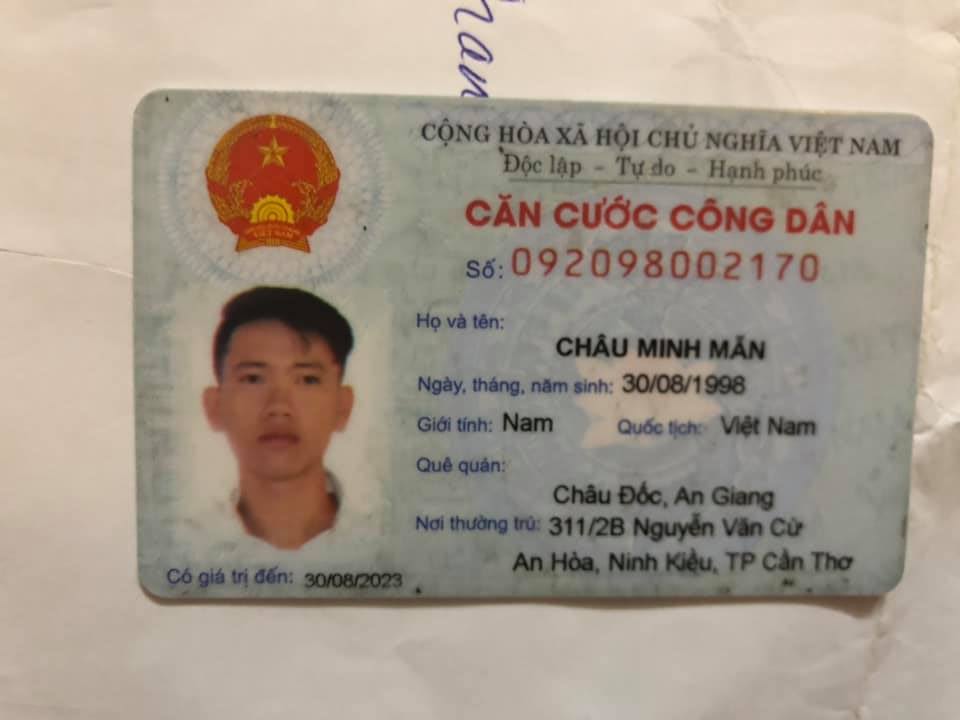 CỘNG HÒA XÃ HỘI CHỦ NGHĨA VIỆT NAM
Độc lập - Tự do - Hạnh phúc
CĂN CƯỚC CÔNG DÂN
Số: 092098002170
Họ và tên:
CHÂU MINH MẪN
Ngày, tháng, năm sinh: 30/08/1998
Giới tính: Nam Quốc tịch: Việt Nam
Quê quán:
Châu Đốc, An Giang
Nơi thường trú: 311/2B Nguyễn Văn Cừ
An Hòa, Ninh Kiều, TP Cần Thơ
Có giá trị đến: 30/08/2023